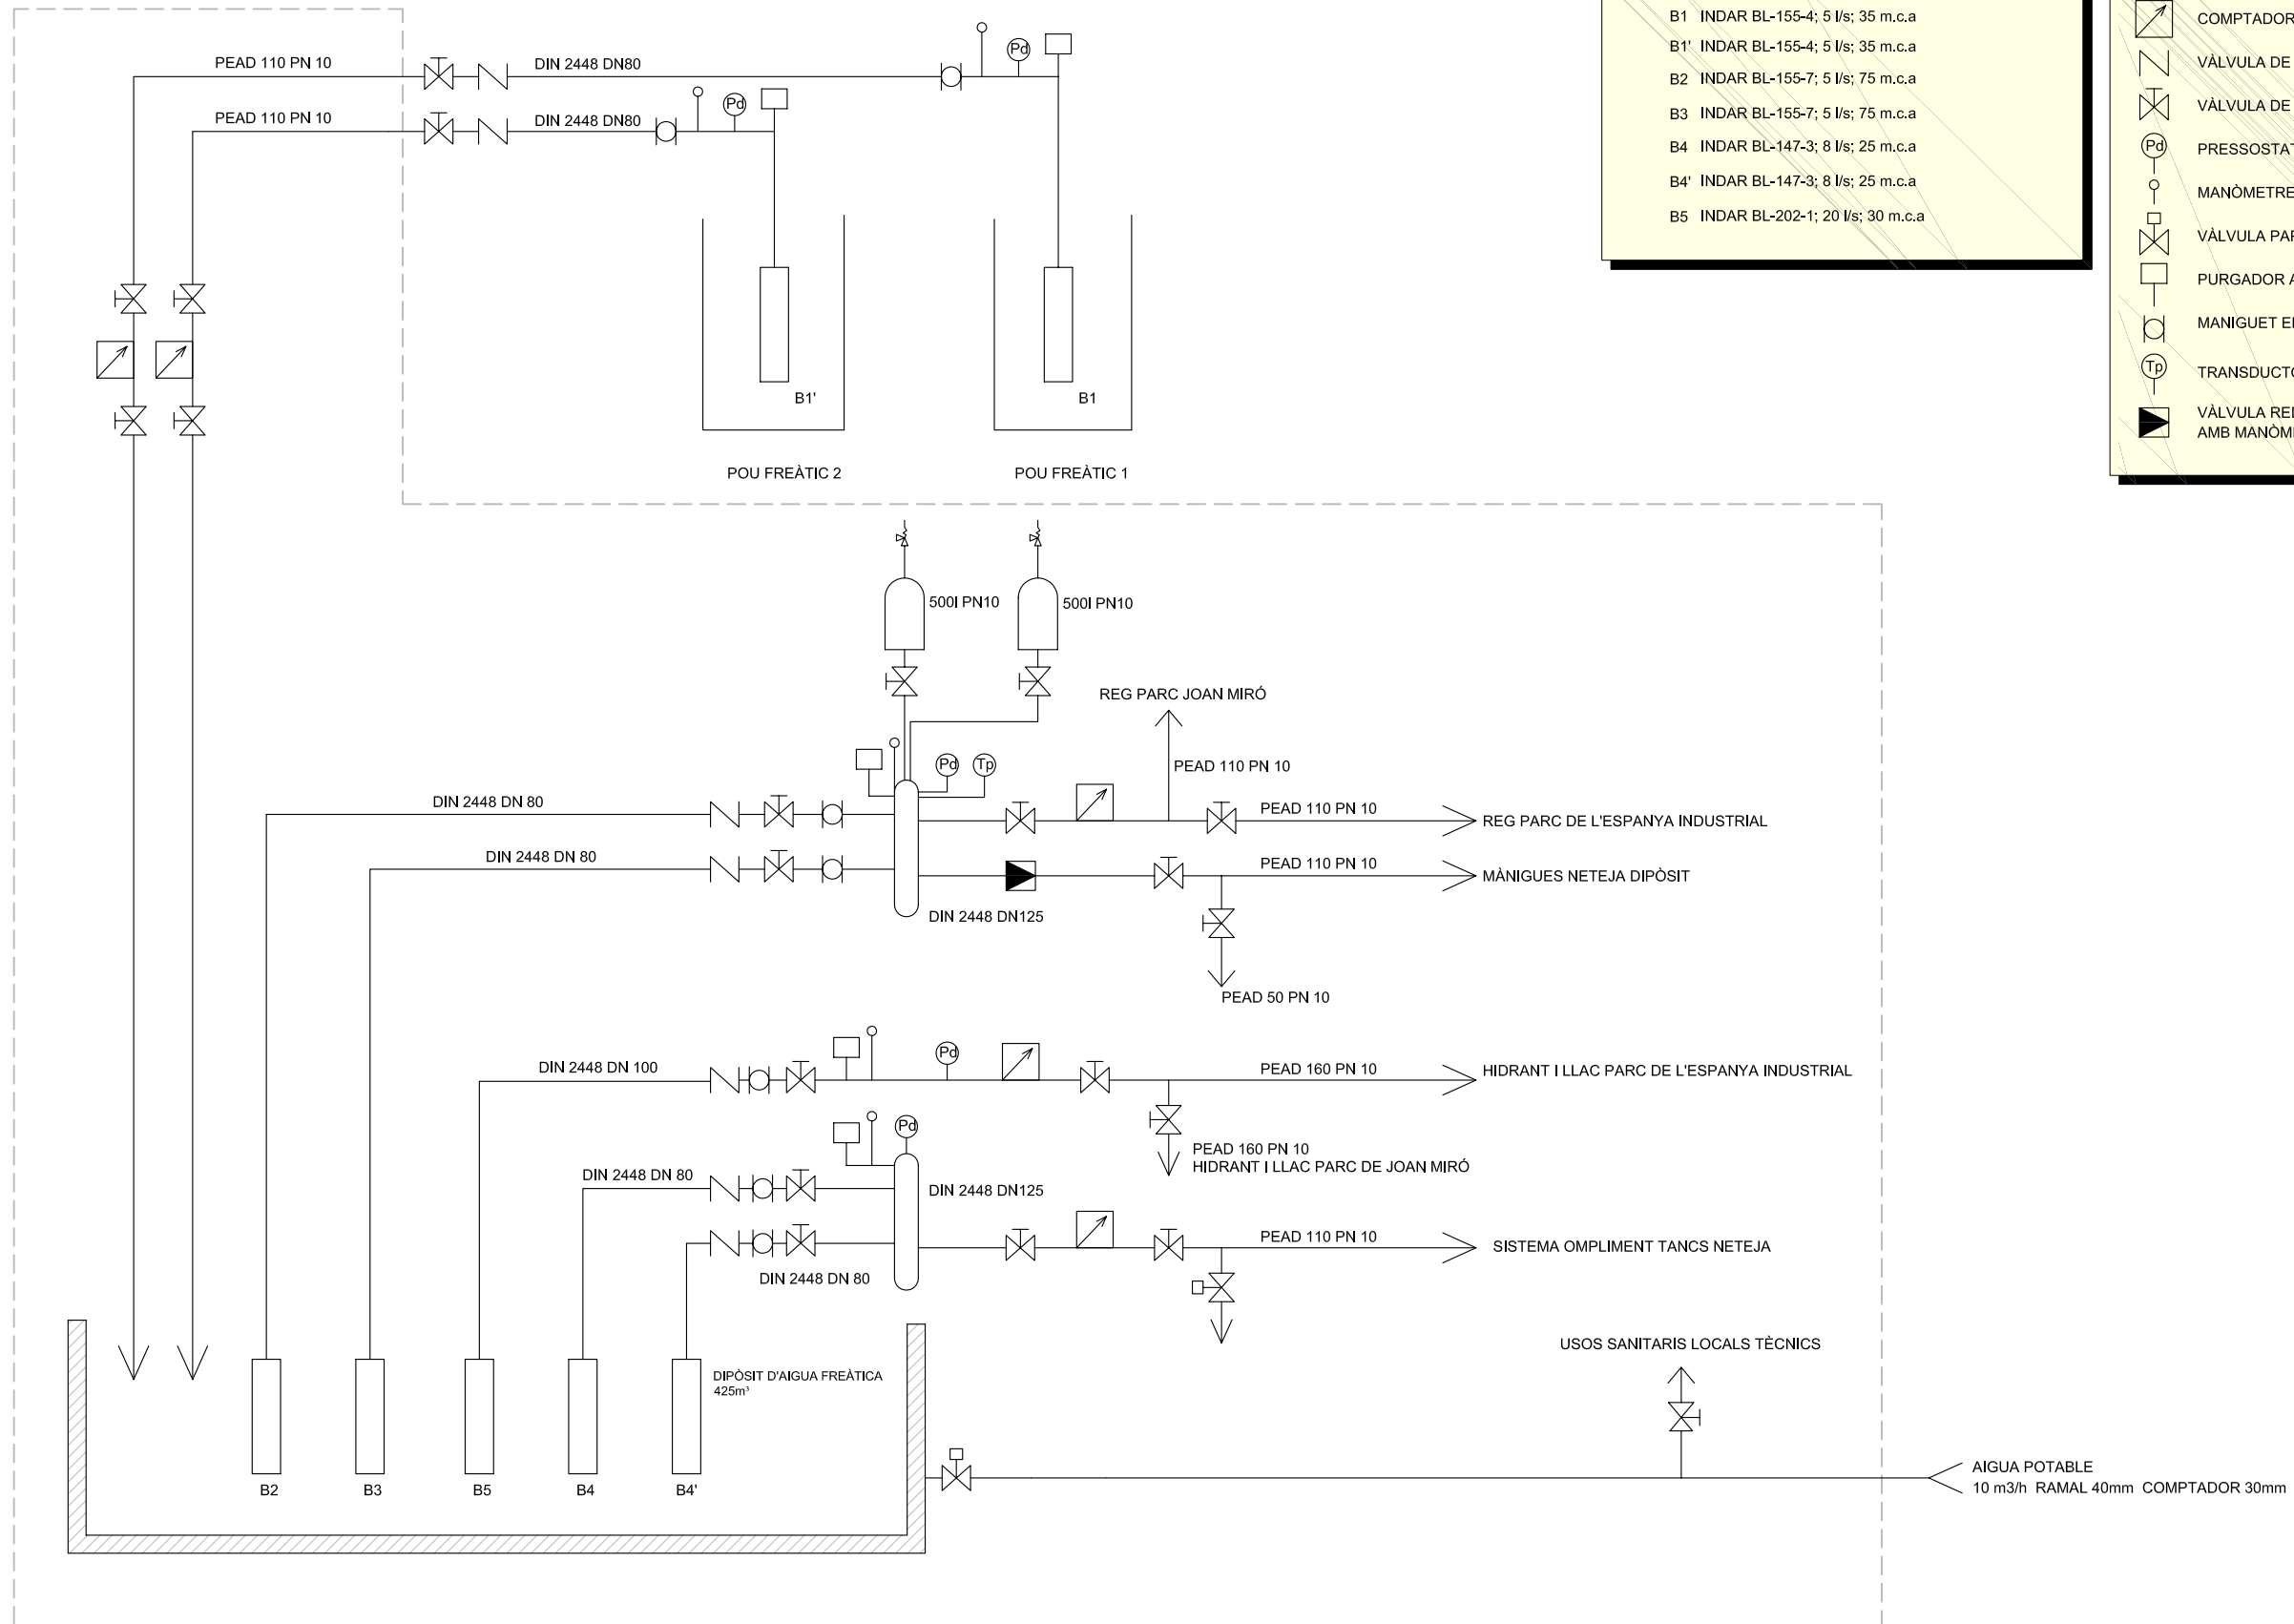 B1 INDAR BL-155-4; 5 l/s; 35 m.c.a
B1' INDAR BL-155-4; 5 l/s; 35 m.c.a
B2 INDAR BL-155-7; 5 l/s; 75 m.c.a
B3 INDAR BL-155-7; 5 l/s; 75 m.c.a
B4 INDAR BL-147-3; 8 l/s; 25 m.c.a
B4' INDAR BL-147-3; 8 l/s; 25 m.c.a
B5 INDAR BL-202-1; 20 l/s; 30 m.c.a
COMPTADOR
VÀLVULA DE
VÀLVULA DE
Pd PRESSOSTAT
MANÒMETRE
VÀLVULA
PURGADOR
MANIGUET
Tp
VÀLVULA
AMB
PEAD 110 PN 10
DIN 2448 DN80
Pd
PEAD 110 PN 10
DIN 2448 DN80
Pd
B1'
B1
POU FREÀTIC 2
POU FREÀTIC 1
500l PN10
500l PN10
REG PARC JOAN MIRÓ
PEAD 110 PN 10
Pd
Tp
DIN 2448 DN 80
PEAD 110 PN 10
REG PARC DE L'ESPANYA INDUSTRIAL
DIN 2448 DN 80
PEAD 110 PN 10
MÀNIGUES NETEJA DIPÒSIT
DIN 2448 DN125
PEAD 50 PN 10
DIN 2448 DN 100
Pd
PEAD 160 PN 10
HIDRANT I LLAC PARC DE L'ESPANYA INDUSTRIAL
Pd
PEAD 160 PN 10
HIDRANT I LLAC PARC DE JOAN MIRÓ
DIN 2448 DN 80
DIN 2448 DN125
PEAD 110 PN 10
SISTEMA OMPLIMENT TANCS NETEJA
DIN 2448 DN 80
USOS SANITARIS LOCALS TÈCNICS
DIPÒSIT D'AIGUA FREÀTICA
425m³
B2
B3
B5
B4
B4'
AIGUA POTABLE
10 m3/h RAMAL 40mm COMPTADOR 30mm